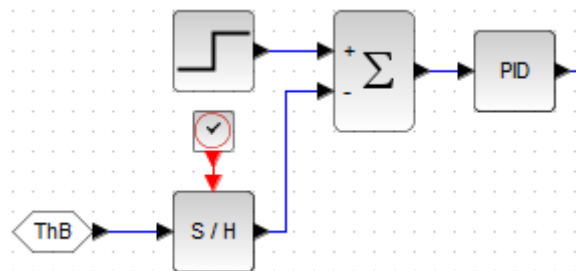 +
-
Σ
PID
ThB
S / H